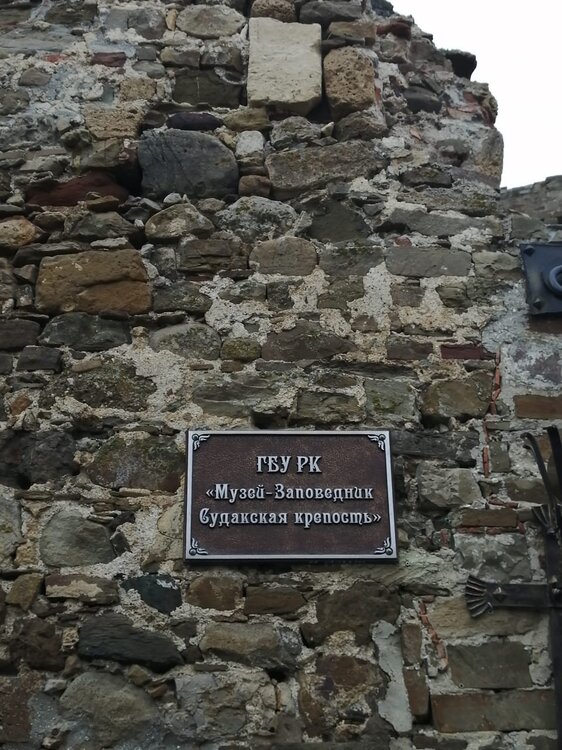 ГБУ РК
«Музей-Заповедник
Судакская крепость»